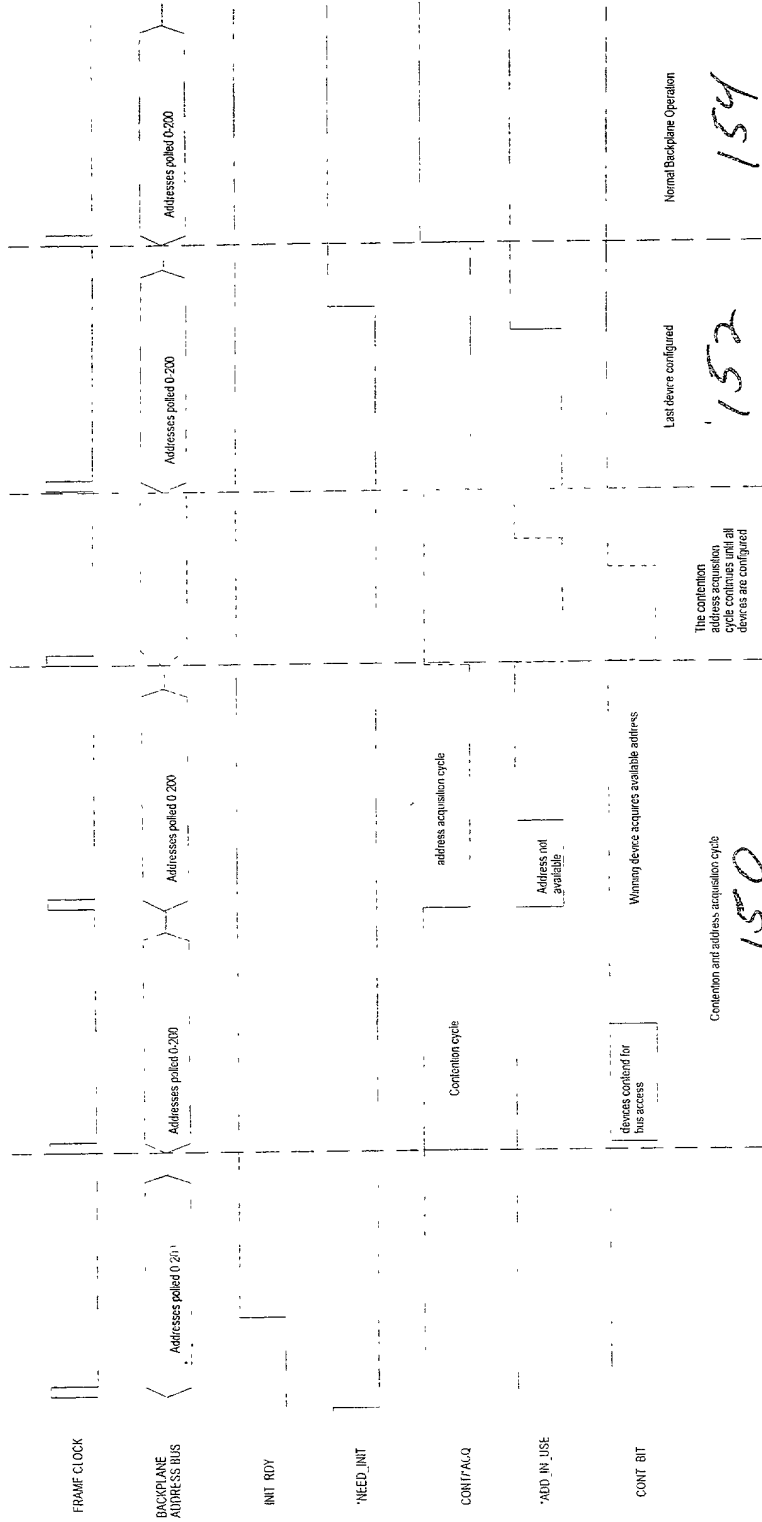 FRAME CLOCK
BACKPLANE
ADDRESS BUS
Addresses polled 0-20
Addresses polled 0-200
Addresses polled 0 200
Addresses polled 0-200
Addresses polled 0-200
INIT RDY
*NEED_INIT
CONT/*ACQ
Contention cycle
address acquisition cycle
*ADD_IN_USE
Address not
available
CONT BIT
devices contend for
bus access
Winning device acquires available address
Contention and address acquisition cycle
150
The contention
address acquisition
cycle continues until all
devices are configured
Last device configured
152
Normal Backplane Operation
154